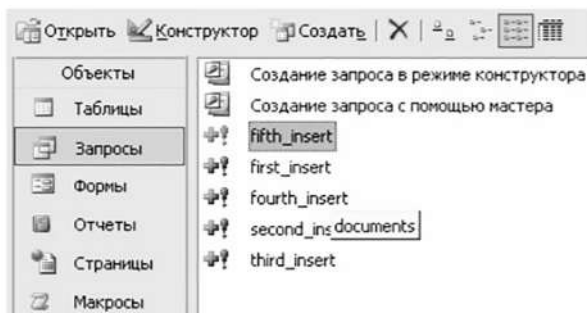 Открыть Конструктор Создать
Объекты
Таблицы
Запросы
Формы
Отчеты
Страницы
Макросы
Создание запроса в режиме конструктора
Создание запроса с помощью мастера
fifth_insert
first_insert
fourth_insert
second_ins documents
third_insert